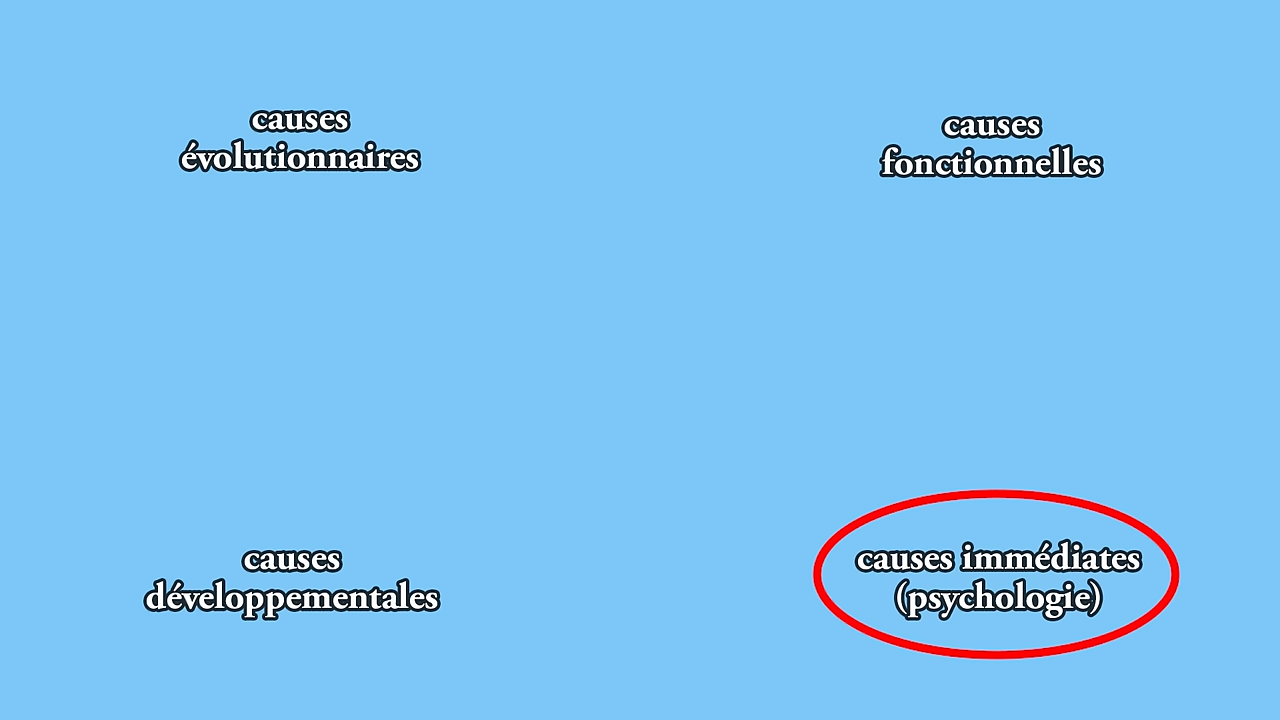 causes
évolutionnaires
causes
fonctionnelles
causes
développementales
causes immédiates
(psychologie)